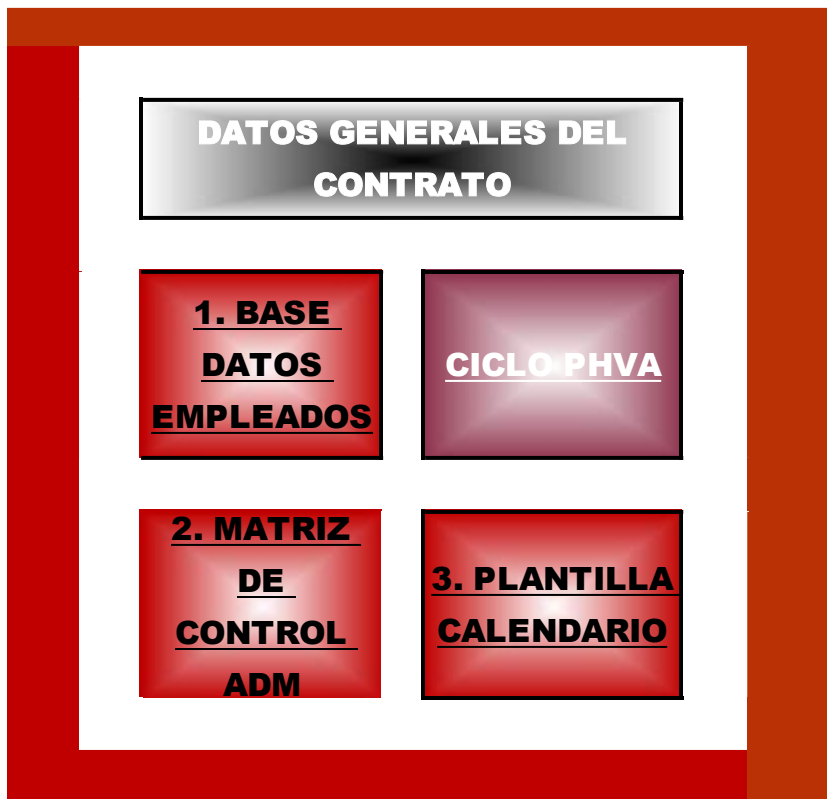 DATOS GENERALES DEL
CONTRATO
1. BASE
DATOS
EMPLEADOS
CICLO PHVA
2. MATRIZ
DE
CONTROL
ADM
3. PLANTILLA
CALENDARIO